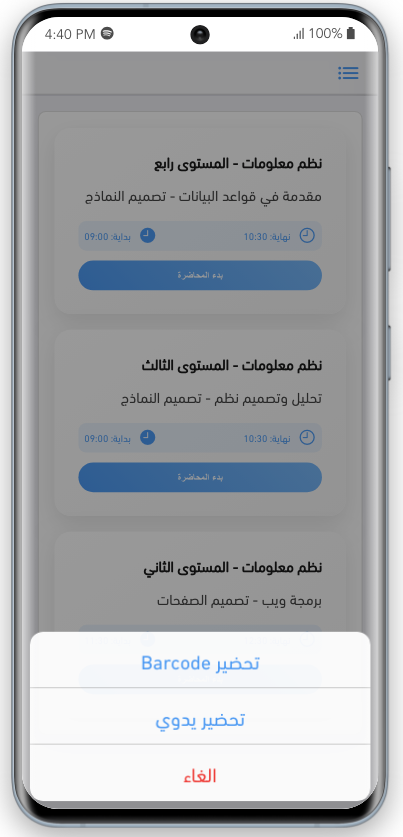 4:40 PM
100%
نظم معلومات - المستوى رابع
مقدمة في قواعد البيانات - تصميم النماذج
نهاية: 10:30 بداية: 09:00
بدء المحاضرة
نظم معلومات - المستوى الثالث
تحليل وتصميم نظم - تصميم النماذج
نهاية: 10:30 بداية: 09:00
بدء المحاضرة
نظم معلومات - المستوى الثاني
برمجة ويب - تصميم الصفحات
تحضير Barcode
تحضير يدوي
الغاء